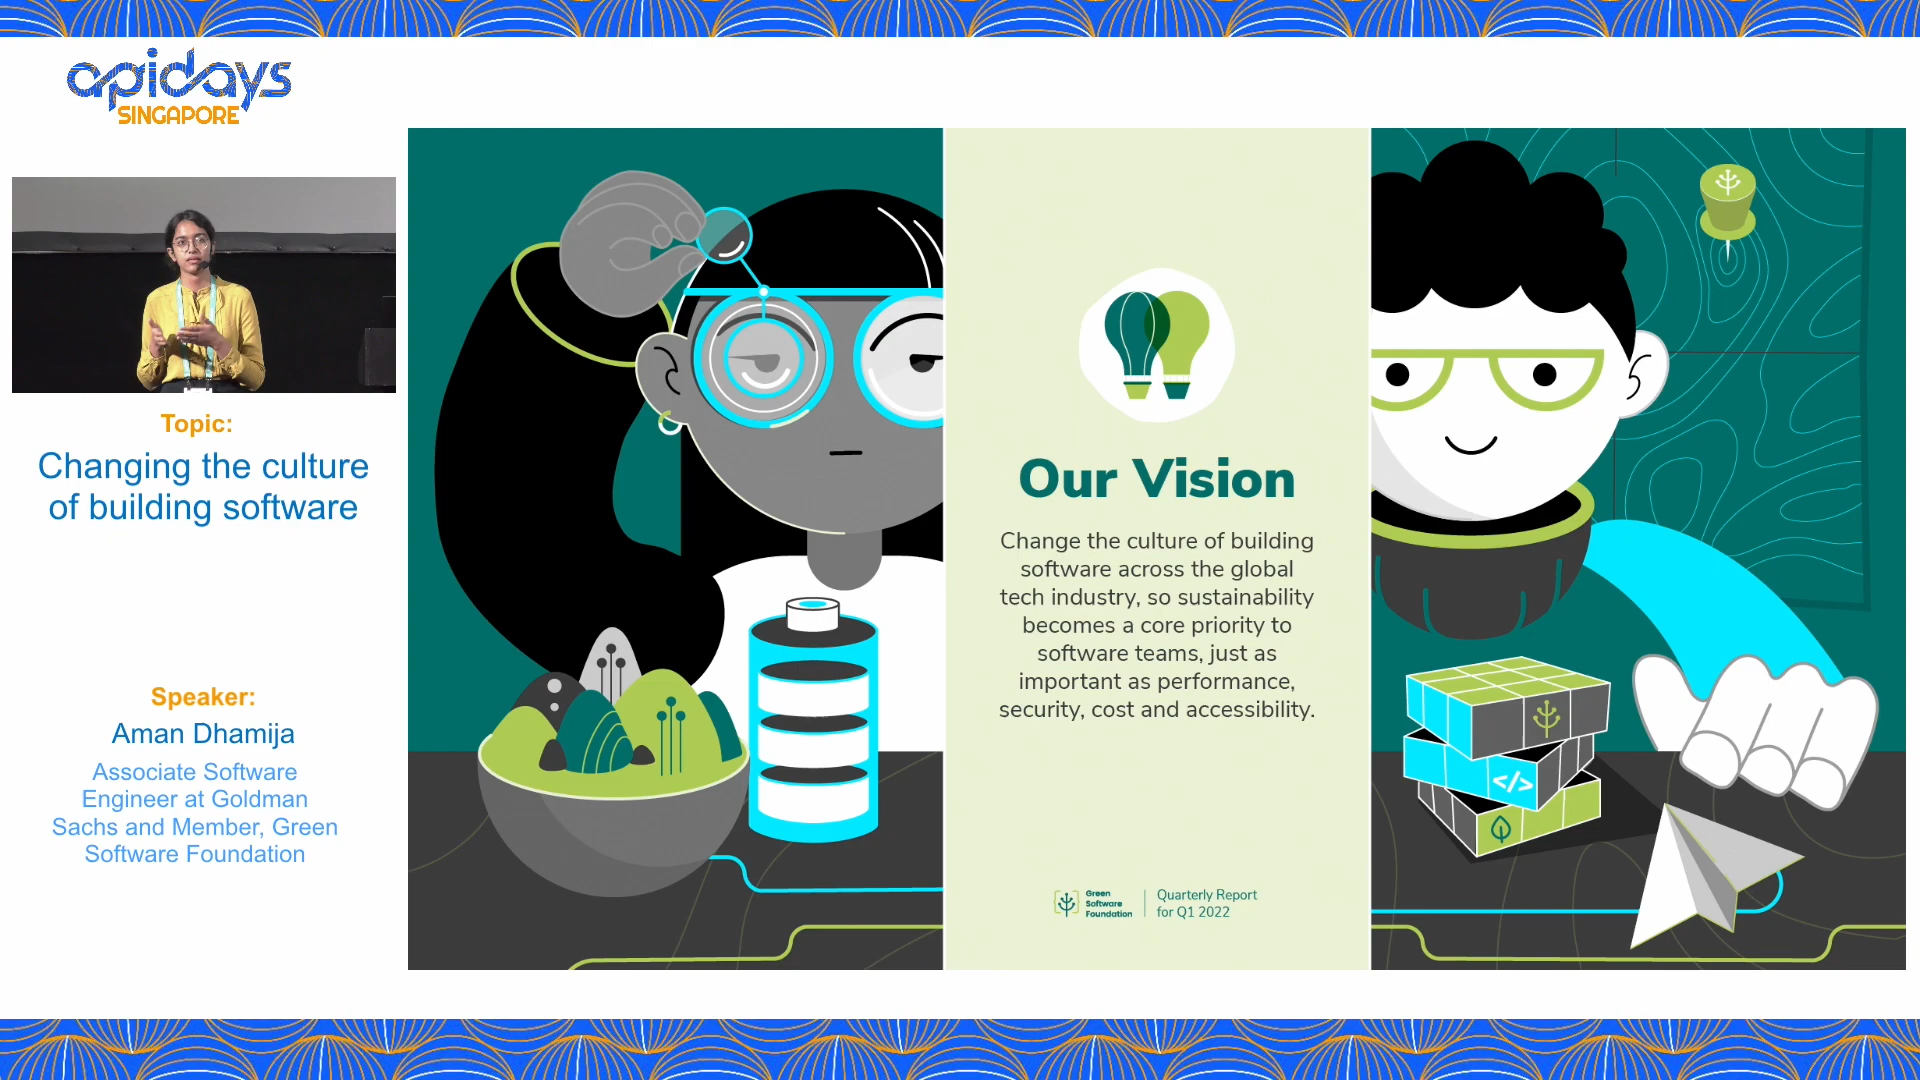 apidays
SINGAPORE
Topic:
Changing the culture
of building software
Speaker:
Aman Dhamija
Associate Software
Engineer at Goldman
Sachs and Member, Green
Software Foundation
Our Vision
Change the culture of building
software across the global
tech industry, so sustainability
becomes a core priority to
software teams, just as
important as performance,
security, cost and accessibility.
Green
Software
Foundation
Quarterly Report
for Q1 2022
</>